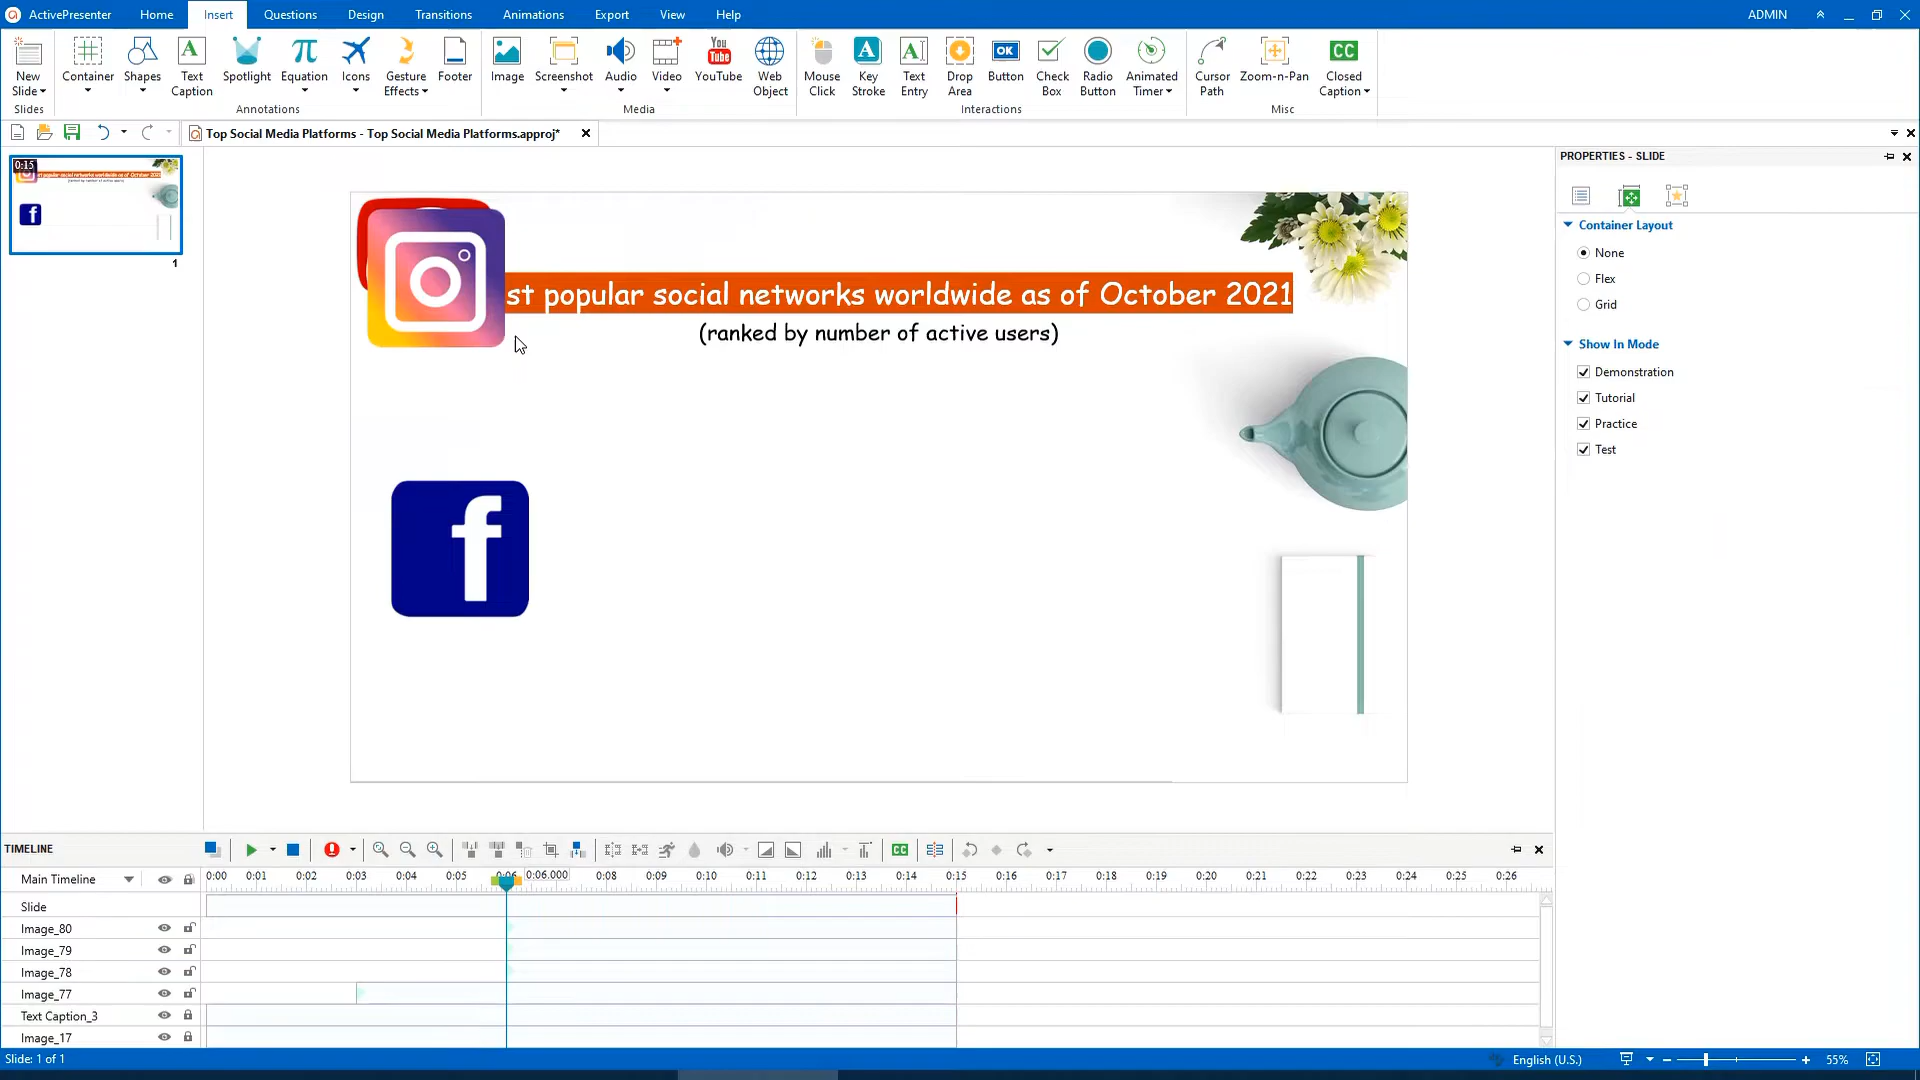 ActivePresenter
Home
Insert
Questions
Design
Transitions
Animations
Export
View
Help
ADMIN
New Slide
Container
Shapes
Text Caption
Spotlight
Equation
Icons
Gesture Effects
Footer
Image
Screenshot
Audio
Video
YouTube
Web Object
Mouse Click
Key Stroke
Text Entry
Drop Area
Button
Check Box
Radio Button
Animated Timer
Cursor Path
Zoom-n-Pan
Closed Caption
Slides
Annotations
Media
Interactions
Misc
Top Social Media Platforms - Top Social Media Platforms.approj*
0:15
1
st popular social networks worldwide as of October 2021
(ranked by number of active users)
PROPERTIES - SLIDE
Container Layout
None
Flex
Grid
Show In Mode
Demonstration
Tutorial
Practice
Test
TIMELINE
Main Timeline
0:00 0:01 0:02 0:03 0:04 0:05 0:06 0:06.000 0:08 0:09 0:10 0:11 0:12 0:13 0:14 0:15 0:16 0:17 0:18 0:19 0:20 0:21 0:22 0:23 0:24 0:25 0:26
Slide
Image_80
Image_79
Image_78
Image_77
Text Caption_3
Image_17
Slide: 1 of 1
English (U.S.)
55%